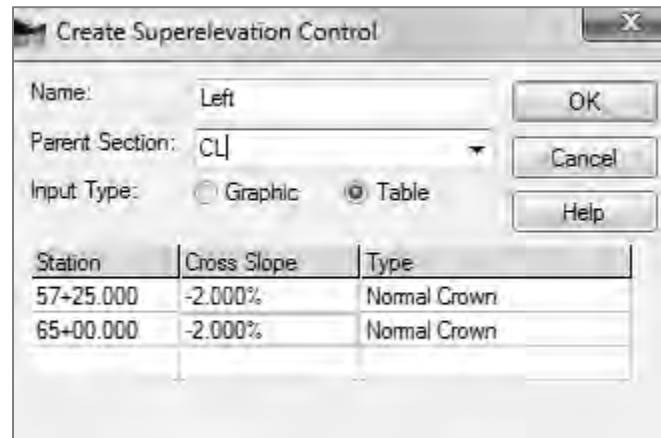 Create Superelevation Control
X
Name: Left
OK
Parent Section: CL
Cancel
Input Type: Graphic Table
Help
Station Cross Slope Type
57+25.000 -2.000% Normal Crown
65+00.000 -2.000% Normal Crown